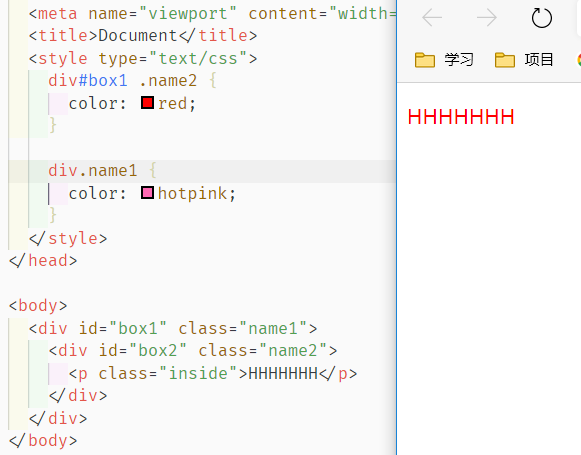 <meta name="viewport" content="width=
<title>Document</title>
<style type="text/css">
div#box1 .name2 {
color: red;
}
div.name1 {
color: hotpink;
}
</style>
</head>
<body>
<div id="box1" class="name1">
<div id="box2" class="name2">
<p class="inside">HHHHHHH</p>
</div>
</div>
</body>
学习 项目
HHHHHHH